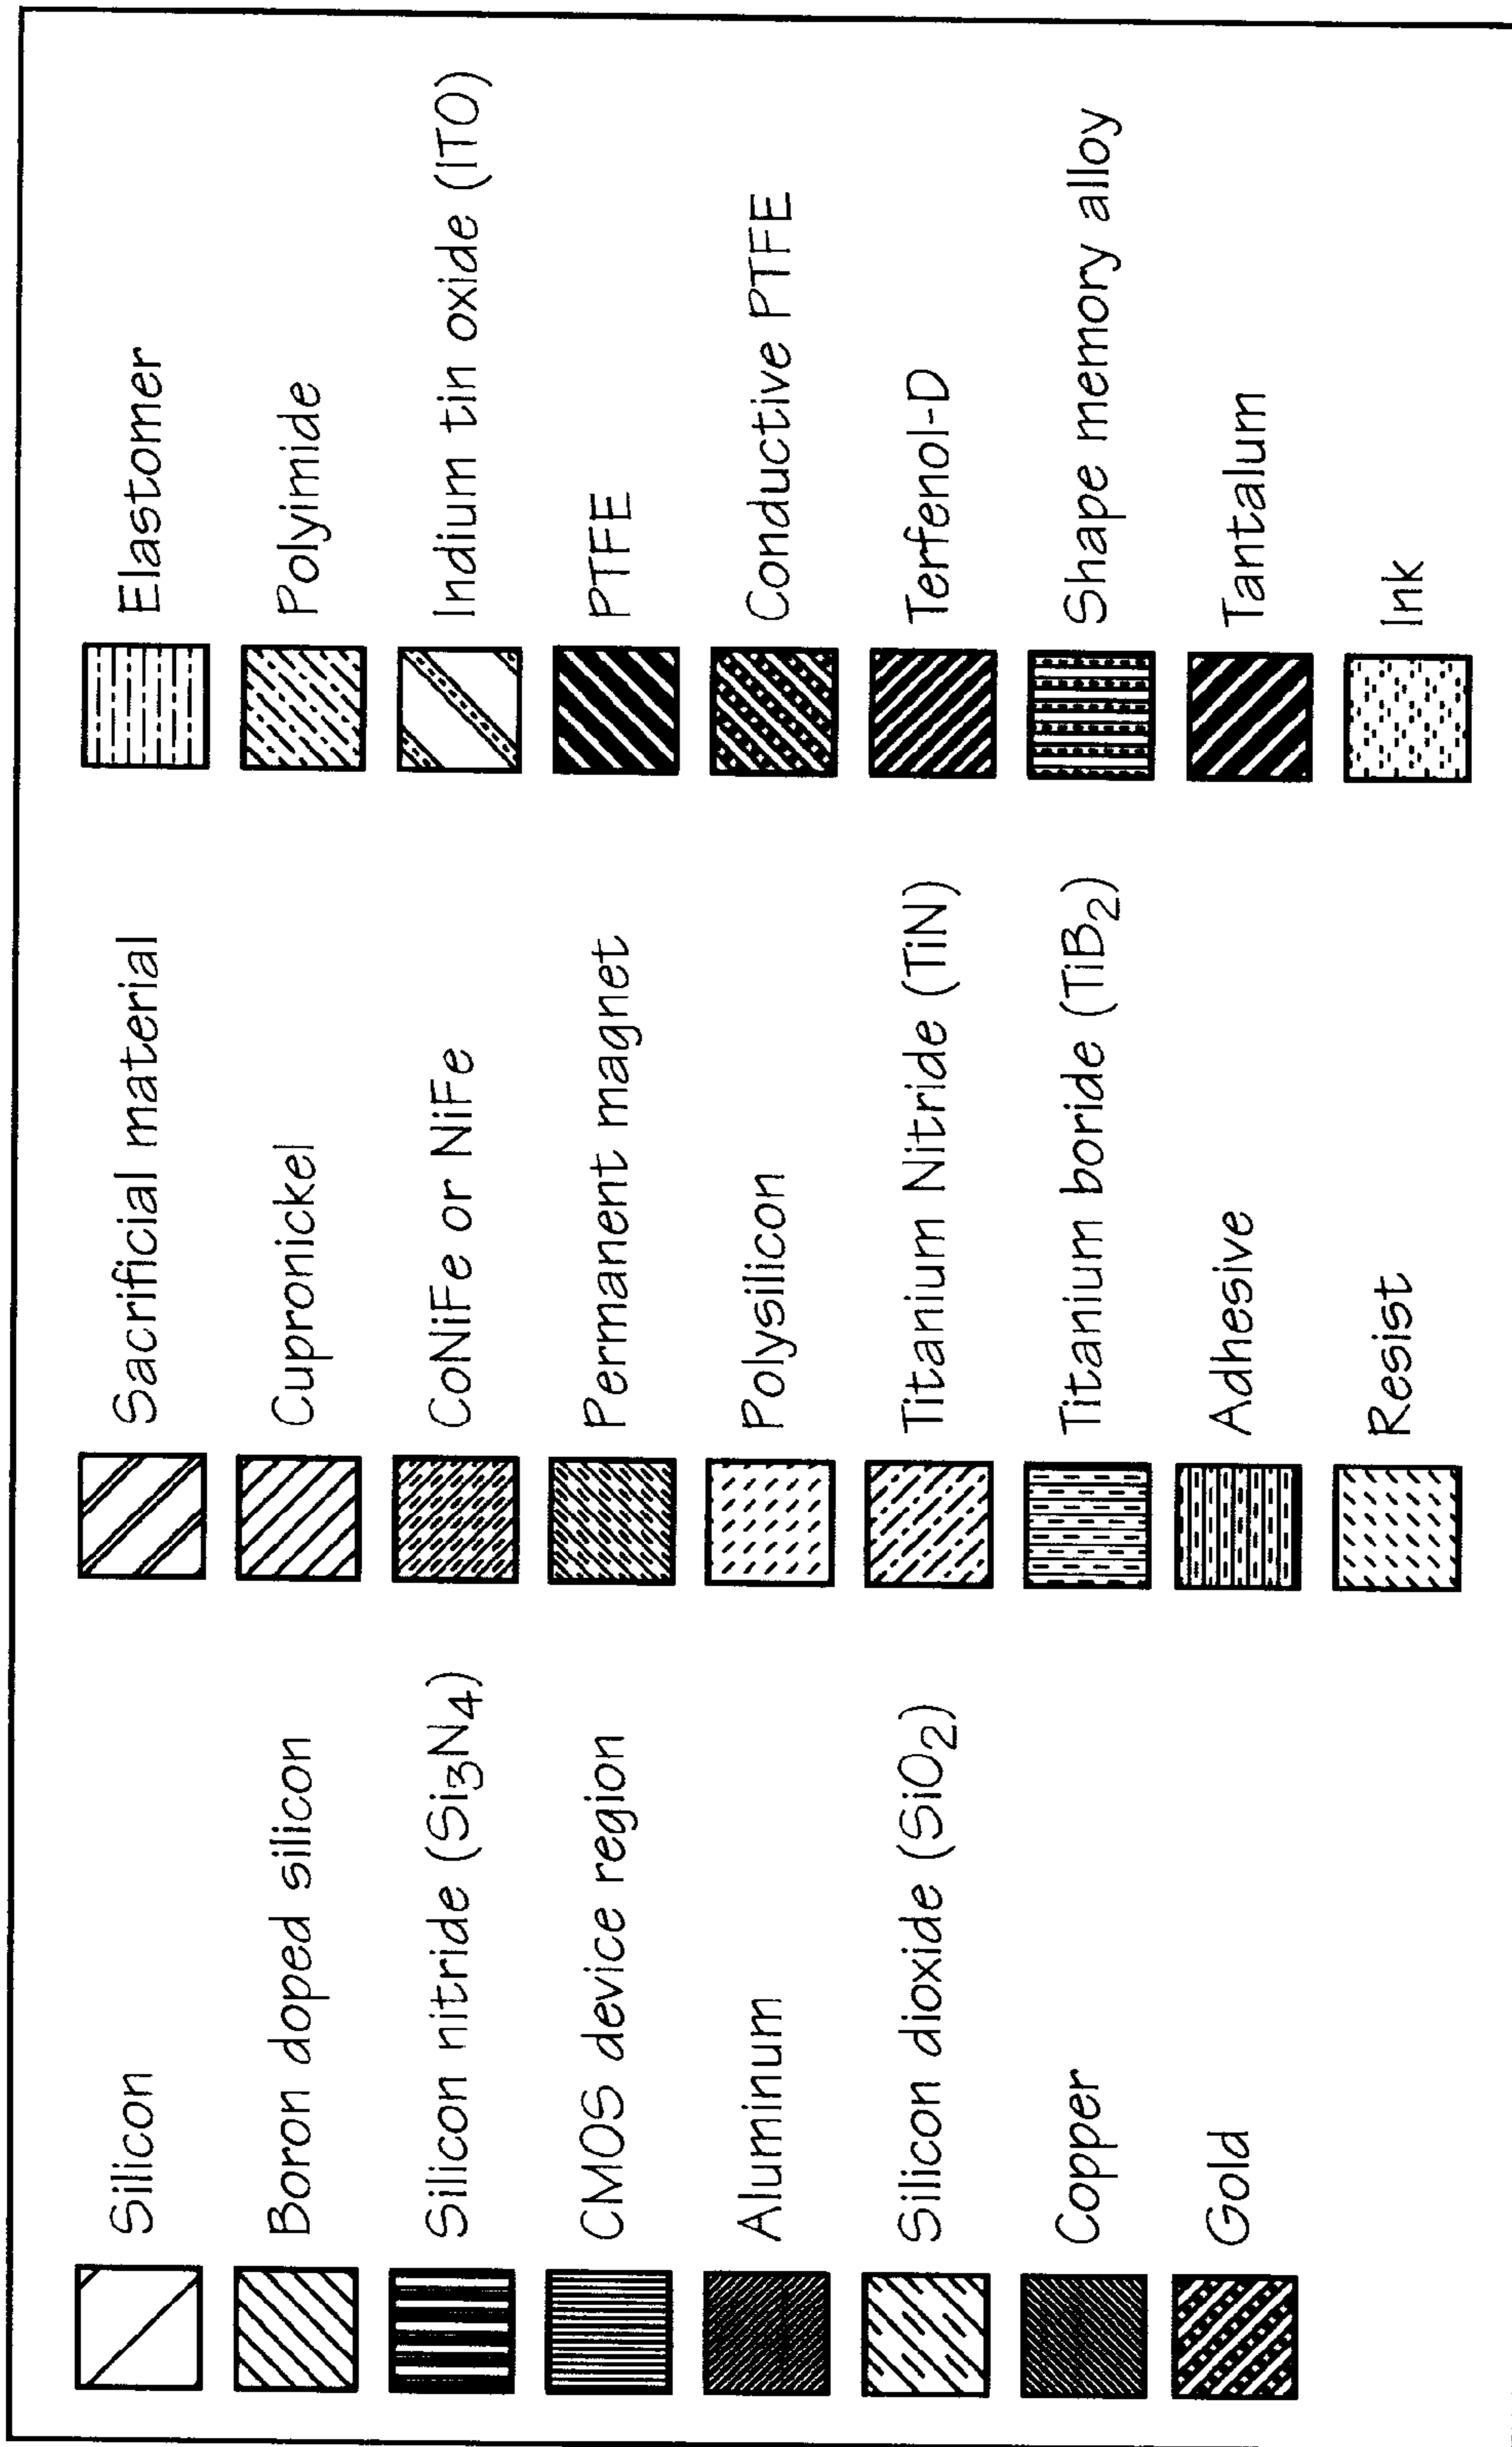 Silicon
Boron doped silicon
Silicon nitride (Si₃N₄)
CMOS device region
Aluminum
Silicon dioxide (SiO₂)
Copper
Gold
Sacrificial material
Cupronickel
CoNiFe or NiFe
Permanent magnet
Polysilicon
Titanium Nitride (TiN)
Titanium boride (TiB₂)
Adhesive
Resist
Elastomer
Polyimide
Indium tin oxide (ITO)
PTFE
Conductive PTFE
Terfenol-D
Shape memory alloy
Tantalum
Ink